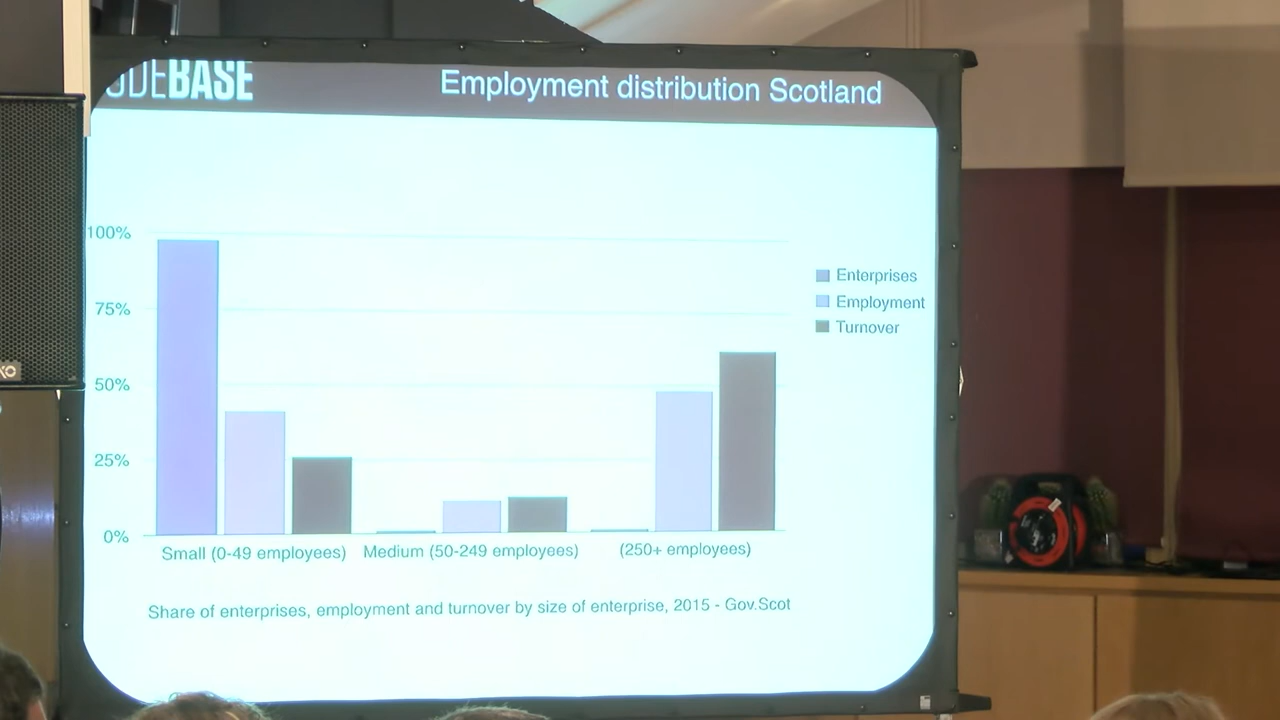 ODEBASE
Employment distribution Scotland
100%
75%
50%
25%
0%
Enterprises
Employment
Turnover
Small (0-49 employees)
Medium (50-249 employees)
(250+ employees)
Share of enterprises, employment and turnover by size of enterprise, 2015 - Gov.Scot